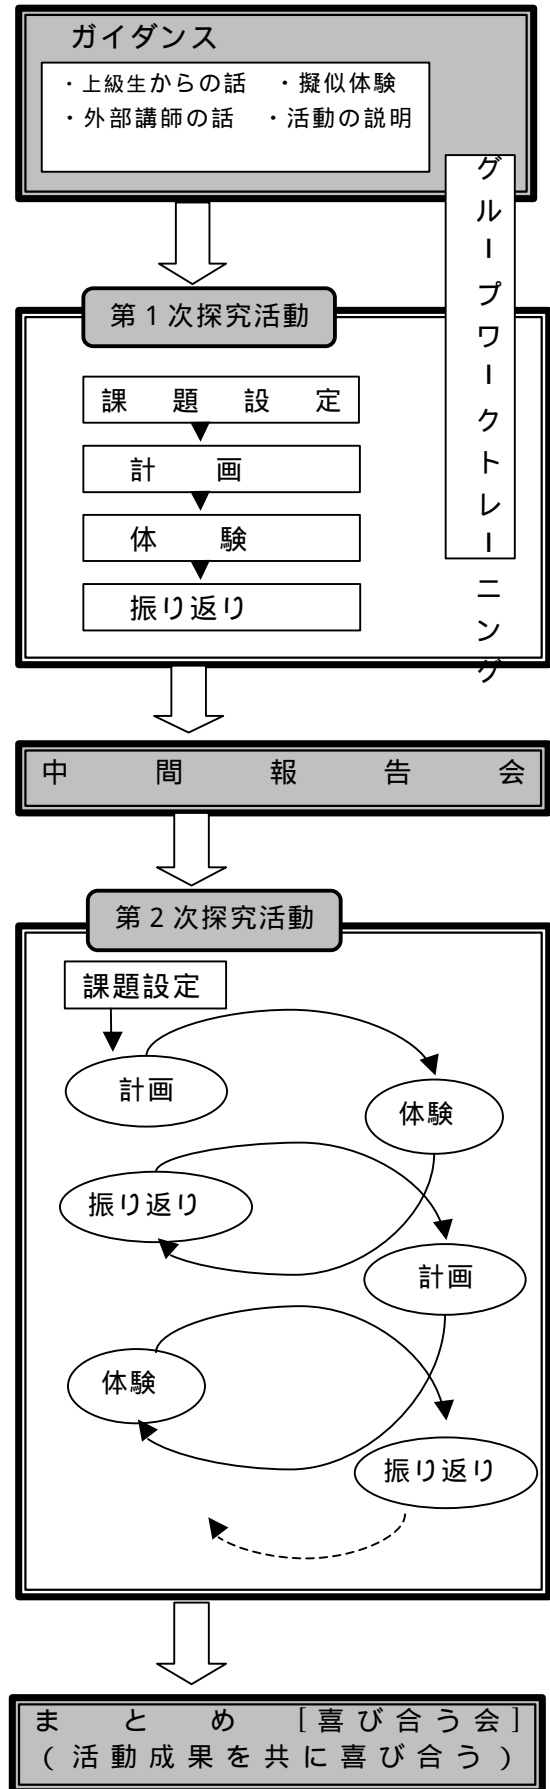 ガイダンス
・上級生からの話　・擬似体験
・外部講師の話　・活動の説明
グループワークトレーニング
第１次探究活動
課題設定
計画
体験
振り返り
中間報告会
第２次探究活動
課題設定
計画
体験
振り返り
計画
体験
振り返り
まとめ [喜び合う会]
(活動成果を共に喜び合う)